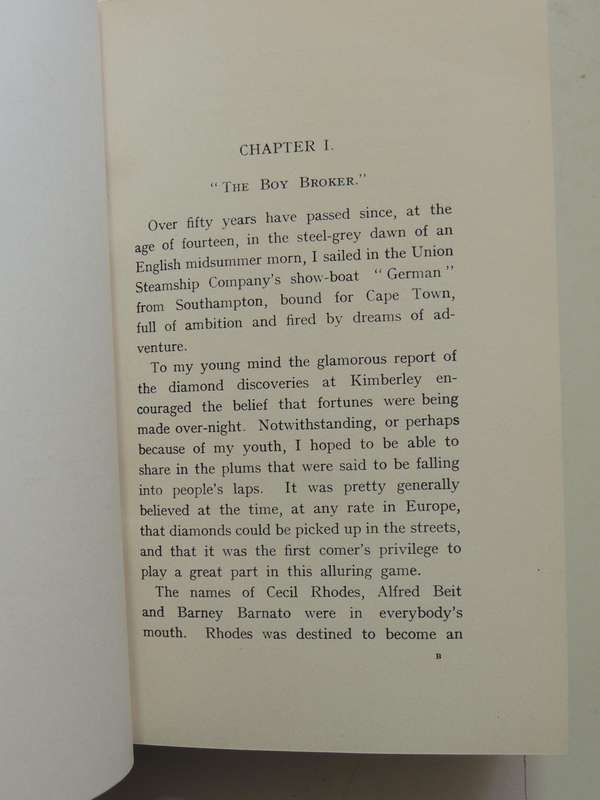 CHAPTER I.
“The Boy Broker.”
Over fifty years have passed since, at the
age of fourteen, in the steel-grey dawn of an
English midsummer morn, I sailed in the Union
Steamship Company's show-boat “German”
from Southampton, bound for Cape Town,
full of ambition and fired by dreams of ad-
venture.
To my young mind the glamorous report of
the diamond discoveries at Kimberley en-
couraged the belief that fortunes were being
made over-night. Notwithstanding, or perhaps
because of my youth, I hoped to be able to
share in the plums that were said to be falling
into people's laps. It was pretty generally
believed at the time, at any rate in Europe,
that diamonds could be picked up in the streets,
and that it was the first comer's privilege to
play a great part in this alluring game.
The names of Cecil Rhodes, Alfred Beit
and Barney Barnato were in everybody's
mouth. Rhodes was destined to become an
B